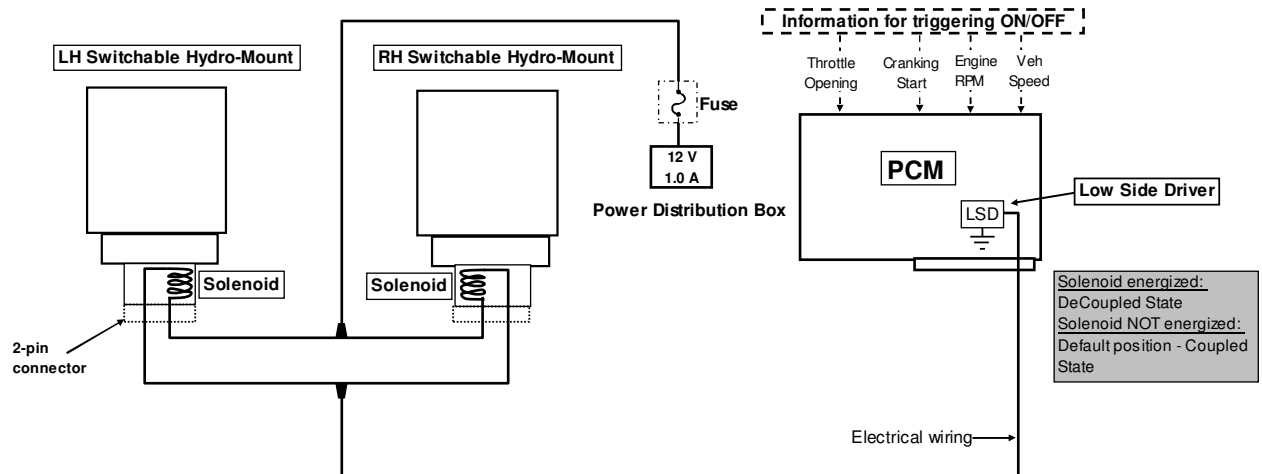 Information for triggering ON/OFF
LH Switchable Hydro-Mount
RH Switchable Hydro-Mount
Throttle
Opening
Cranking
Start
Engine
RPM
Veh
Speed
Fuse
12 V
1.0 A
Power Distribution Box
PCM
LSD
Low Side Driver
Solenoid
Solenoid
2-pin
connector
Solenoid energized:
DeCoupled State
Solenoid NOT energized:
Default position - Coupled
State
Electrical wiring